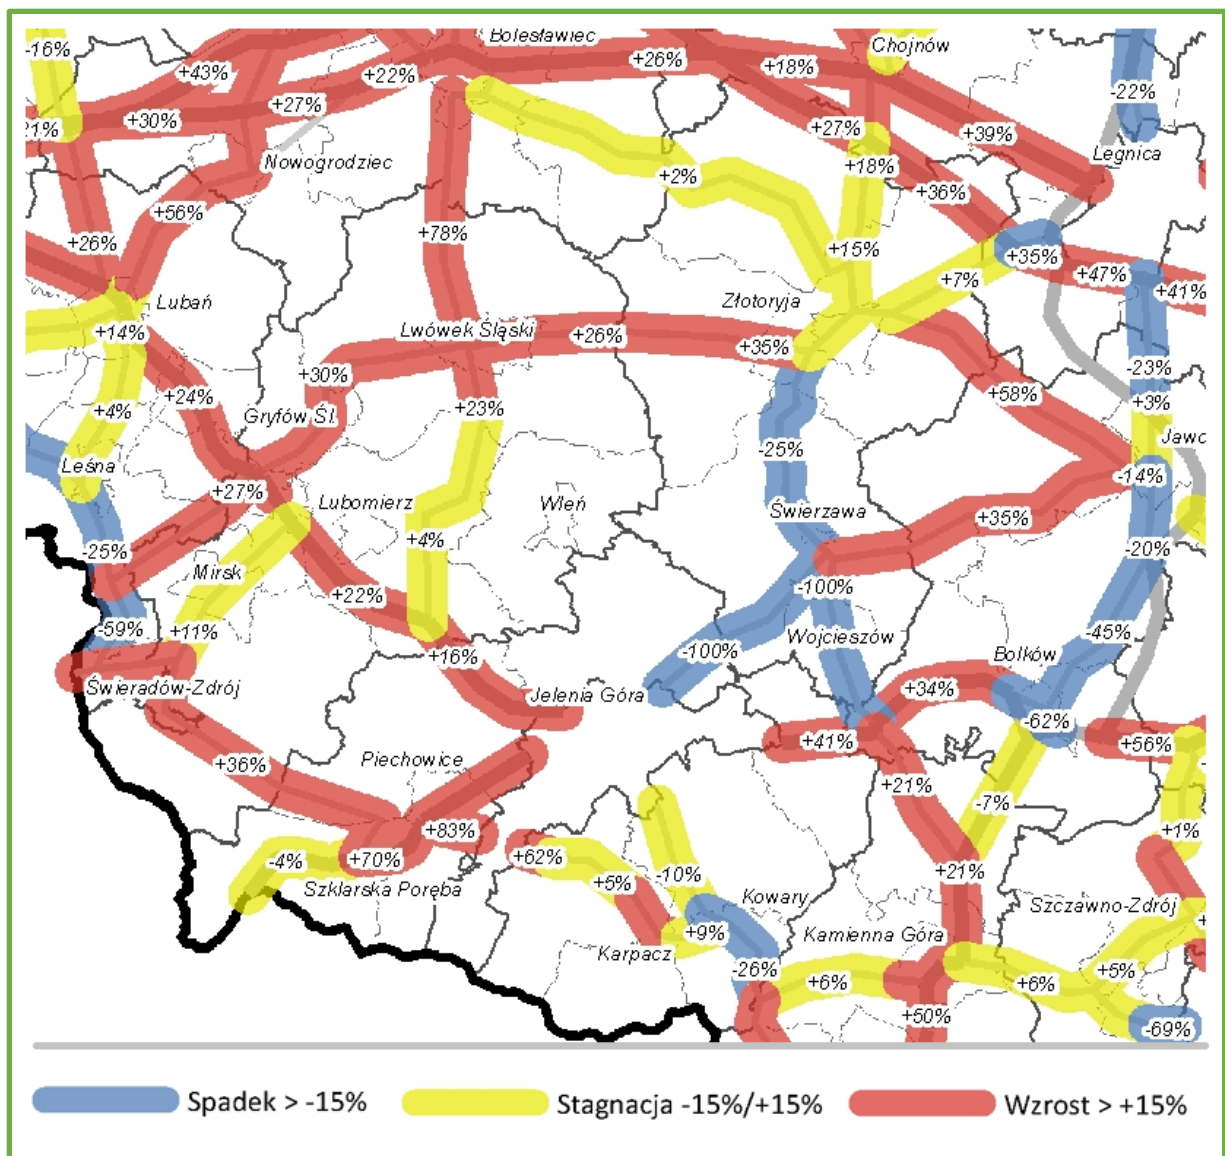 Bolesławiec
Chojnów
-16%
+43%
+22%
+26%
+18%
-22%
21%
+30%
+27%
+27%
+39%
Nowogrodziec
Legnica
+18%
+2%
+36%
+56%
+78%
+26%
+15%
+35%
+7%
+47%
+41%
Lubań
Złotoryja
+14%
Lwówek Śląski
+26%
+35%
+30%
-23%
+24%
+58%
+3%
+4%
Gryfów Śl.
+23%
Jawo
Leśna
-14%
+27%
Lubomierz
Wleń
Świerzawa
+35%
+4%
-25%
-25%
-20%
Mirsk
+22%
-100%
-59%
+11%
Wojcieszów
-45%
-100%
Bolków
+16%
Świeradów-Zdrój
Jelenia Góra
+34%
-62%
+41%
+56%
Piechowice
+36%
+21%
-7%
+83%
+1%
-4%
+70%
+62%
+5%
-10%
+21%
Szklarska Poręba
Kowary
Szczawno-Zdrój
+9%
Kamienna Góra
Karpacz
-26%
+6%
+6%
+5%
+50%
-69%
Spadek > -15%
Stagnacja -15%/+15%
Wzrost > +15%